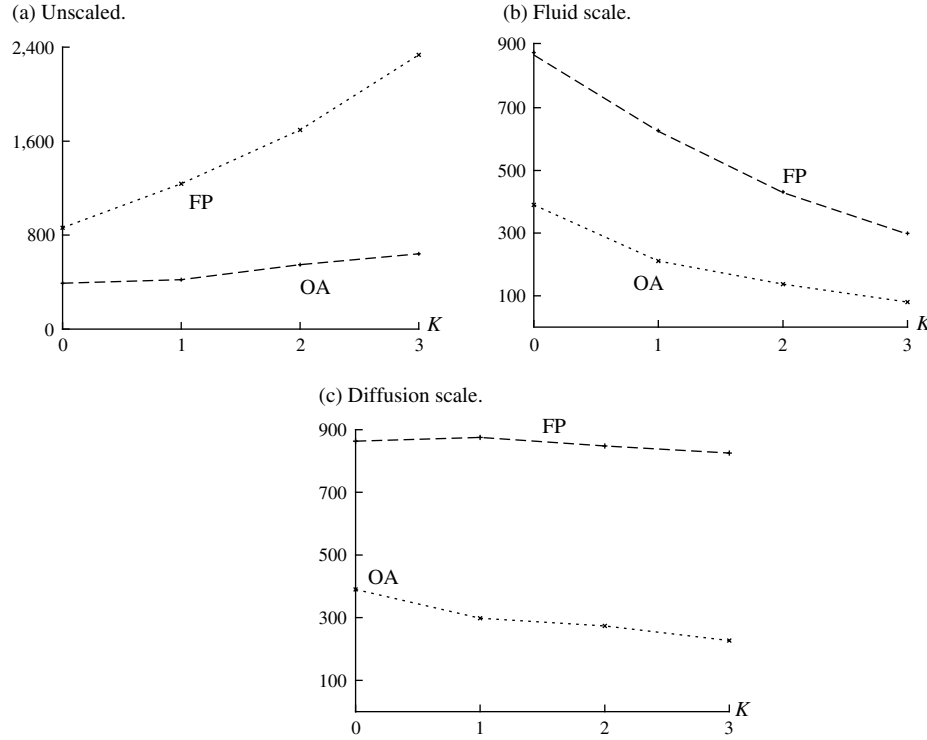 (a) Unscaled.
2,400
1,600
800
0
FP
OA
K
0 1 2 3
(b) Fluid scale.
900
700
500
300
100
FP
OA
K
0 1 2 3
(c) Diffusion scale.
900
700
500
300
100
FP
OA
K
0 1 2 3